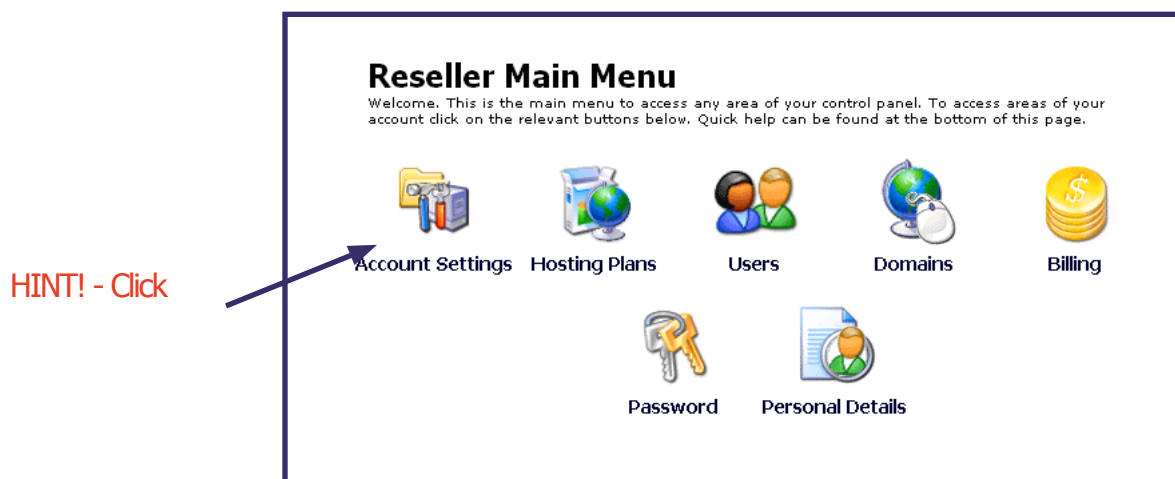 Reseller Main Menu
Welcome. This is the main menu to access any area of your control panel. To access areas of your
account click on the relevant buttons below. Quick help can be found at the bottom of this page.
Account Settings Hosting Plans Users Domains Billing
HINT! - Click
Password Personal Details